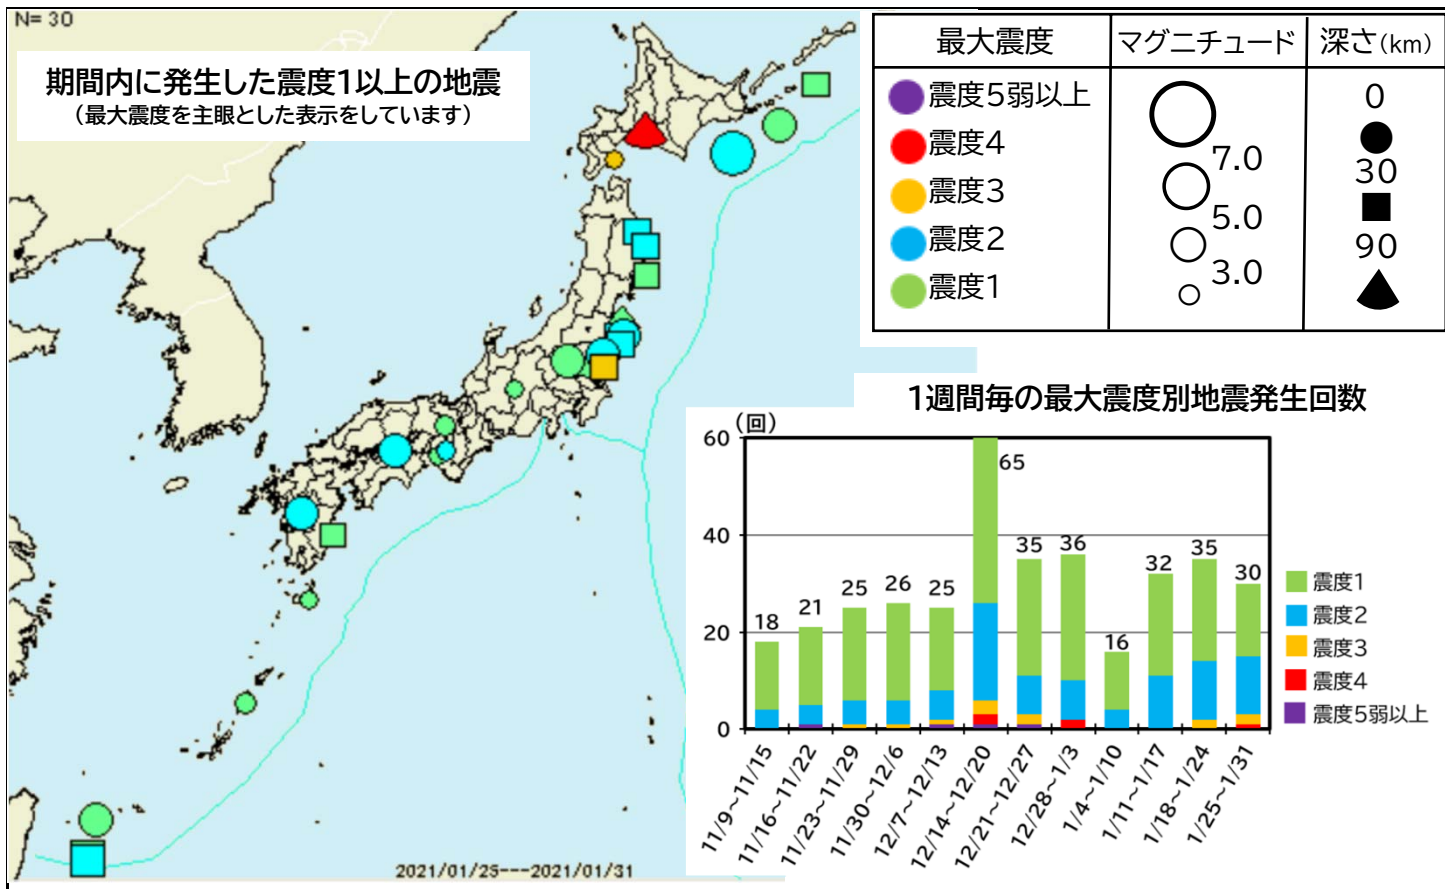 N= 30
期間内に発生した震度1以上の地震
(最大震度を主眼とした表示をしています)
2021/01/25---2021/01/31
最大震度 マグニチュード 深さ(km)
震度5弱以上
震度4
震度3
震度2
震度1
7.0
5.0
3.0
0
30
90
1週間毎の最大震度別地震発生回数
(回)
60
40
20
0
18
21
25
26
25
65
35
36
16
32
35
30
11/9~11/15
11/16~11/22
11/23~11/29
11/30~12/6
12/7~12/13
12/14~12/20
12/21~12/27
12/28~1/3
1/4~1/10
1/11~1/17
1/18~1/24
1/25~1/31
震度1
震度2
震度3
震度4
震度5弱以上